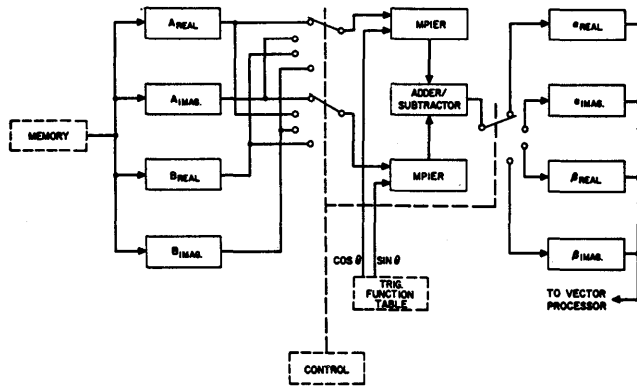 A REAL
A IMAG.
B REAL
B IMAG.
MEMORY
MPIER
ADDER/
SUBTRACTOR
MPIER
COS θ
SIN θ
TRIG.
FUNCTION
TABLE
CONTROL
α REAL
α IMAG.
β REAL
β IMAG.
TO VECTOR
PROCESSOR